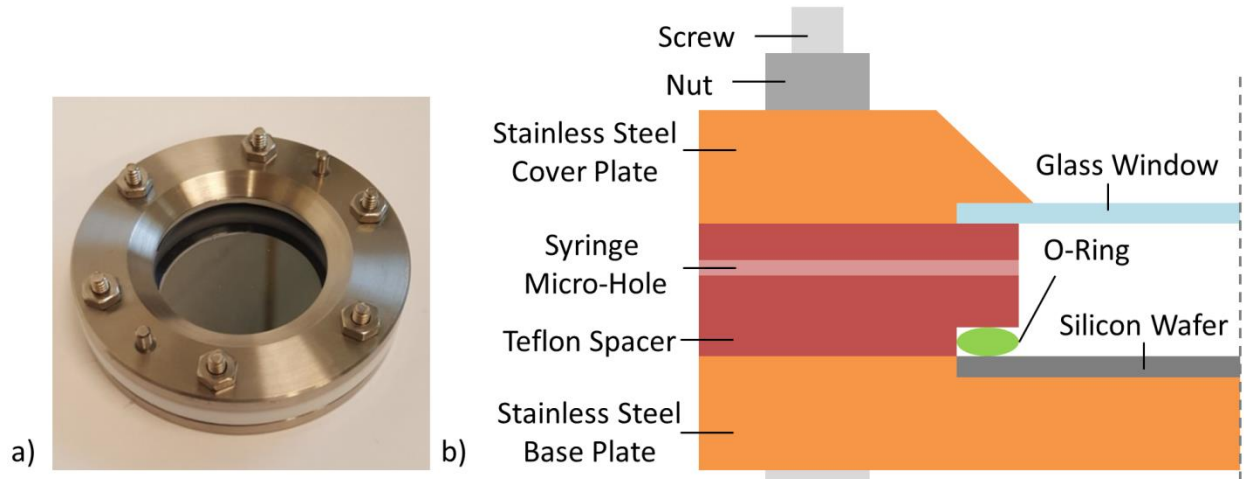 a)
b)
Screw
Nut
Stainless Steel
Cover Plate
Glass Window
Syringe
Micro-Hole
O-Ring
Teflon Spacer
Silicon Wafer
Stainless Steel
Base Plate